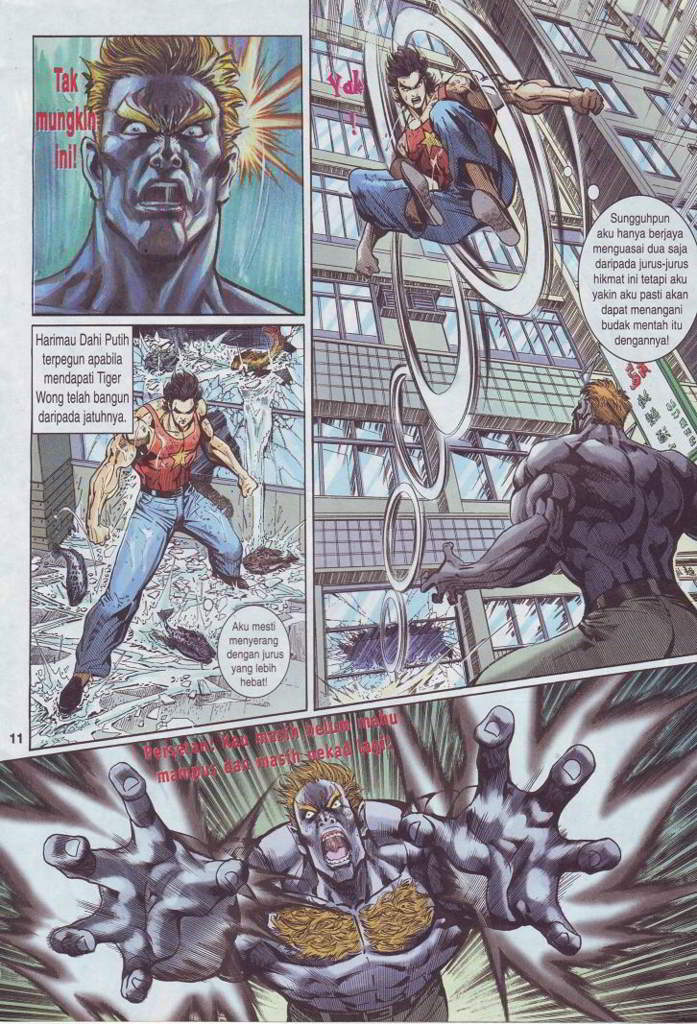 Tak
mungkin
ini!
Harimau Dahi Putih
terpegun apabila
mendapati Tiger
Wong telah bangun
daripada jatuhnya.
Aku mesti
menyerang
dengan jurus
yang lebih
hebat!
Yak
!
Sungguhpun
aku hanya berjaya
menguasai dua saja
daripada jurus-jurus
hikmat ini tetapi aku
yakin aku pasti akan
dapat menangani
budak mentah itu
dengannya!
Persetan! Kau masih belum mahu
mampus dan masih nekad lagi!
11